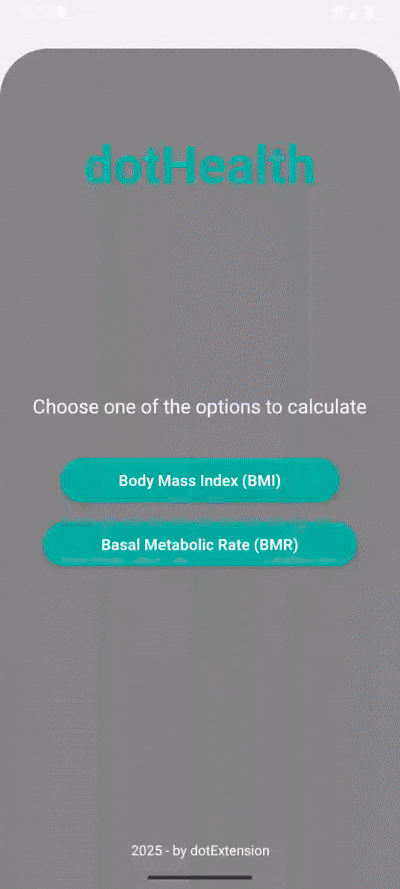 dotHealth
Choose one of the options to calculate
Body Mass Index (BMI)
Basal Metabolic Rate (BMR)
2025 - by dotExtension